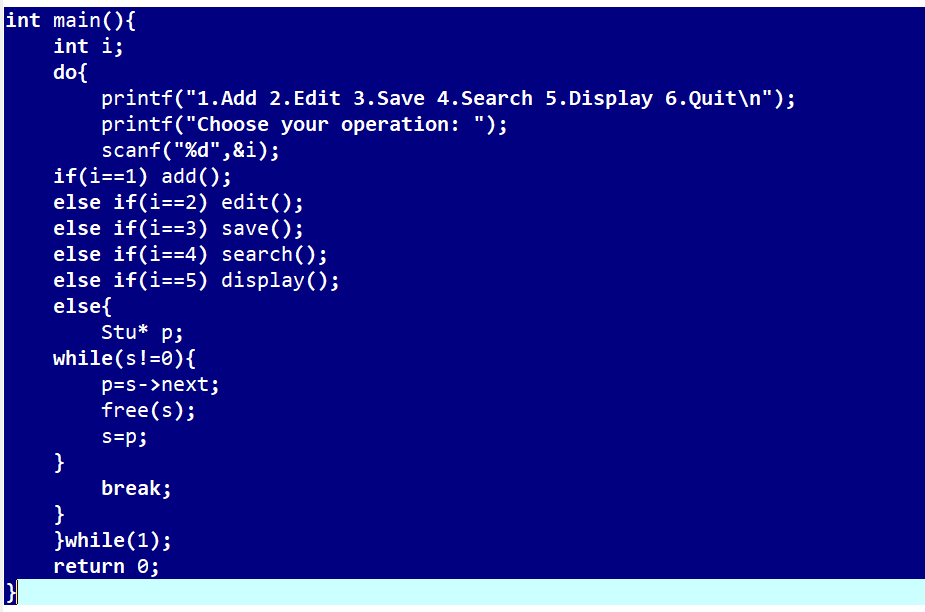 int main(){
    int i;
    do{
        printf("1.Add 2.Edit 3.Save 4.Search 5.Display 6.Quit\n");
        printf("Choose your operation: ");
        scanf("%d",&i);
    if(i==1) add();
    else if(i==2) edit();
    else if(i==3) save();
    else if(i==4) search();
    else if(i==5) display();
    else{
        Stu* p;
    while(s!=0){
        p=s->next;
        free(s);
        s=p;
    }
        break;
    }
    }while(1);
    return 0;
}